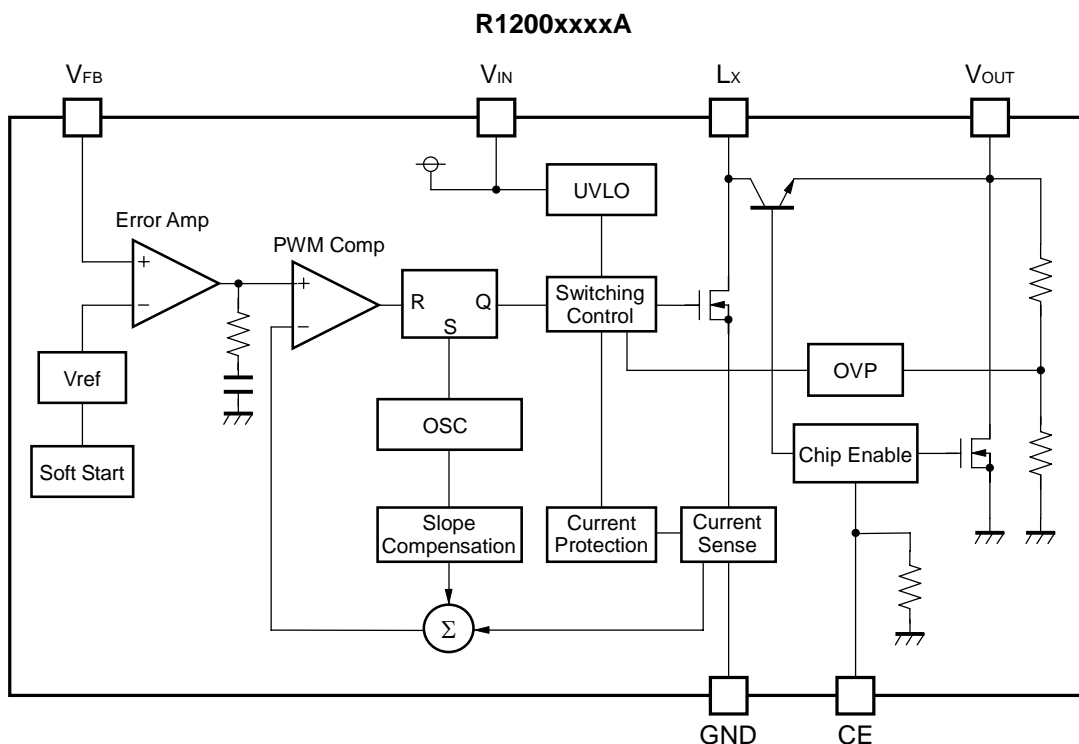 R1200xxxxA
VFB
VIN
LX
VOUT
UVLO
Error Amp
PWM Comp
+
−
+
−
R
Q
S
Switching
Control
Vref
OVP
OSC
Soft Start
Chip Enable
Slope
Compensation
Current
Protection
Current
Sense
Σ
GND
CE